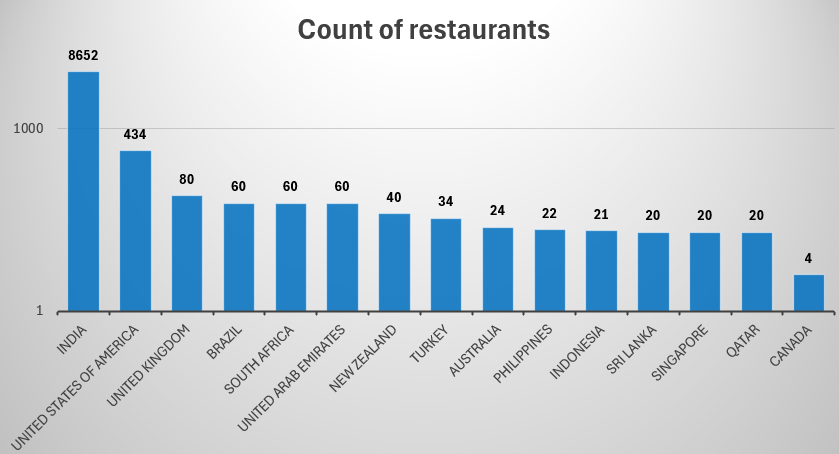 Count of restaurants
8652
434
80
60
60
60
40
34
24
22
21
20
20
20
4
1000
1
INDIA
UNITED STATES OF AMERICA
UNITED KINGDOM
BRAZIL
SOUTH AFRICA
UNITED ARAB EMIRATES
NEW ZEALAND
TURKEY
AUSTRALIA
PHILIPPINES
INDONESIA
SRI LANKA
SINGAPORE
QATAR
CANADA